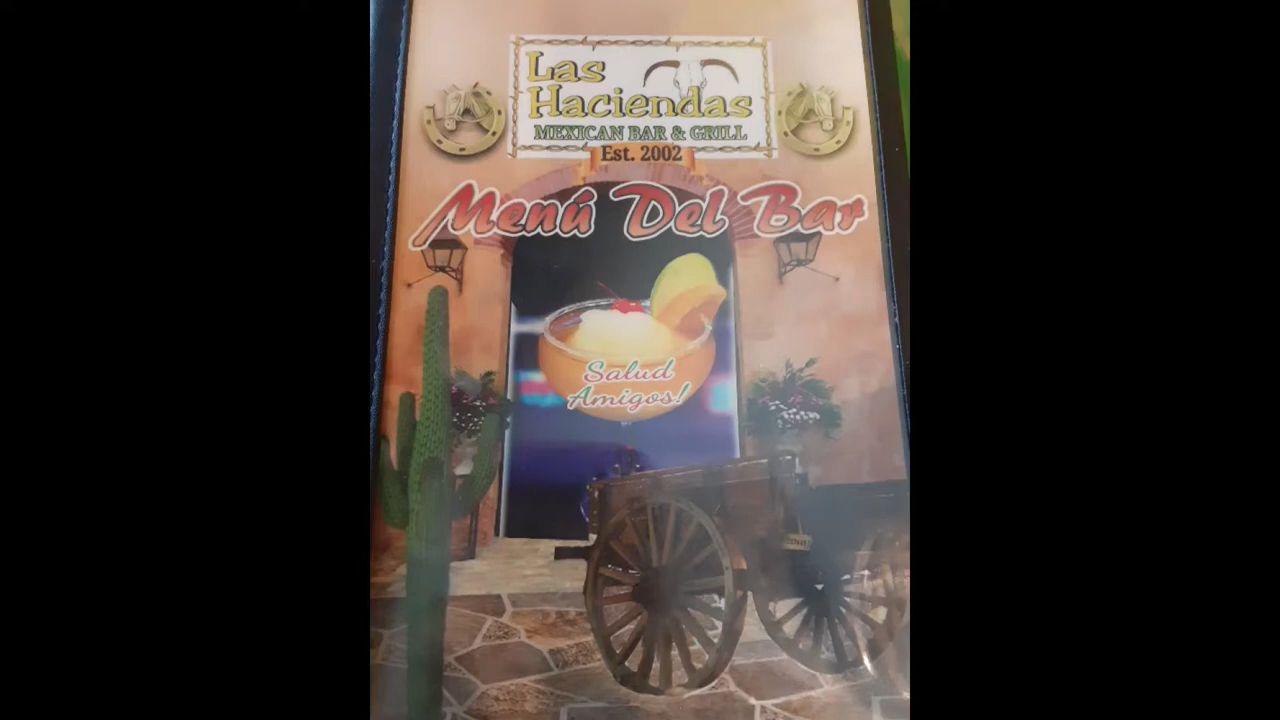 Las
Haciendas
MEXICAN BAR & GRILL
Est. 2002
Menú Del Bar
Salud
Amigos!